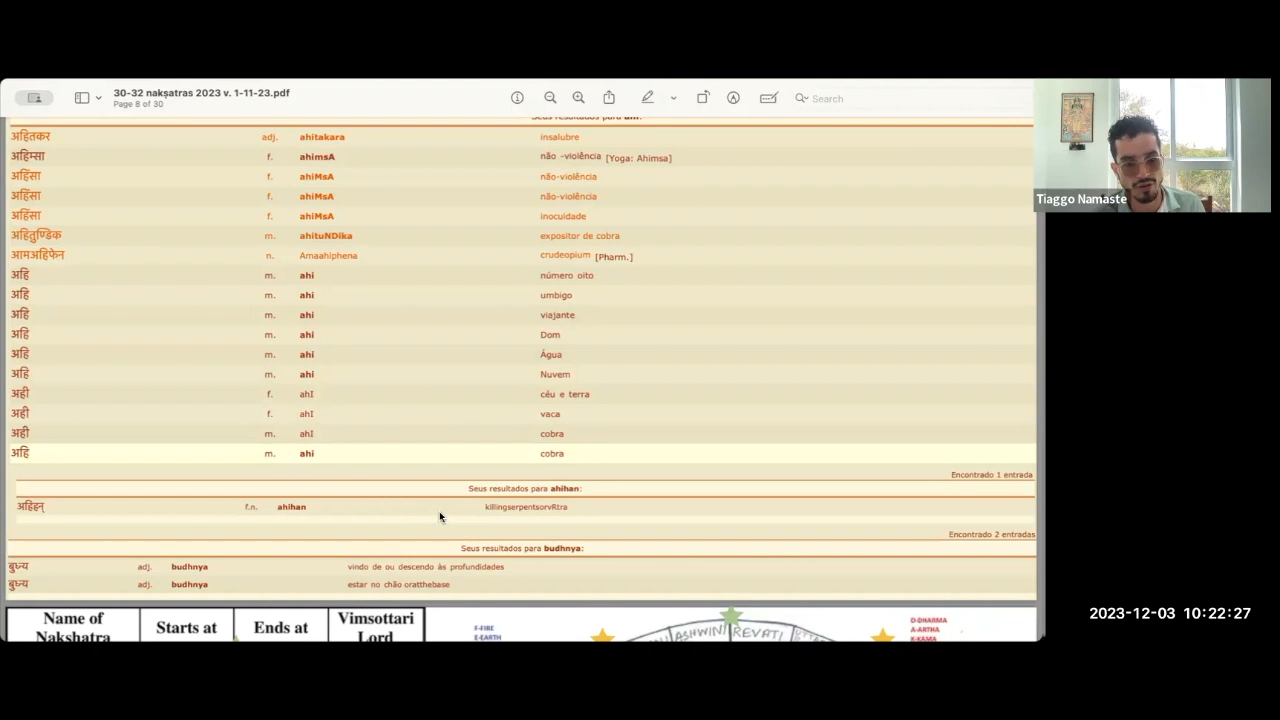 30-32 nakṣatras 2023 v. 1-11-23.pdf
Page 8 of 30
Search
Seus resultados para ahi:
अहितकर adj. ahitakara insalubre
अहिम्सा f. ahimsA não -violência [Yoga: Ahimsa]
अहिंसा f. ahiMsA não-violência
अहिंसा f. ahiMsA não-violência
अहिंसा f. ahiMsA inocuidade
अहितुण्डिक m. ahituNDika expositor de cobra
आमअहिफेन n. Amaahiphena crudeopium [Pharm.]
अहि m. ahi número oito
अहि m. ahi umbigo
अहि m. ahi viajante
अहि m. ahi Dom
अहि m. ahi Água
अहि m. ahi Nuvem
अही f. ahI céu e terra
अही f. ahI vaca
अही m. ahI cobra
अहि m. ahi cobra
Encontrado 1 entrada
Seus resultados para ahihan:
अहिहन् f.n. ahihan killingserpentsorvRtra
Encontrado 2 entradas
Seus resultados para budhnya:
बुध्न्य adj. budhnya vindo de ou descendo às profundidades
बुध्न्य adj. budhnya estar no chão oratthebase
Name of Nakshatra Starts at Ends at Vimsottari Lord
F-FIRE
E-EARTH
ASHWINI REVATI
D-DHARMA
A-ARTHA
K-KAMA
Tiaggo Namaste
2023-12-03 10:22:27